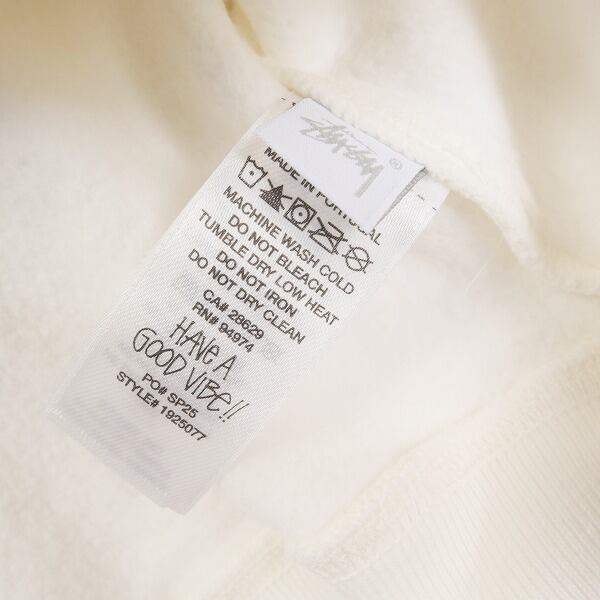 Stüssy ®
MADE IN PORTUGAL
MACHINE WASH COLD
DO NOT BLEACH
TUMBLE DRY LOW HEAT
DO NOT IRON
DO NOT DRY CLEAN
CA# 28629
RN# 94974
HAVE A
GOOD VIBE!!
PO# SP25
STYLE# 1925077